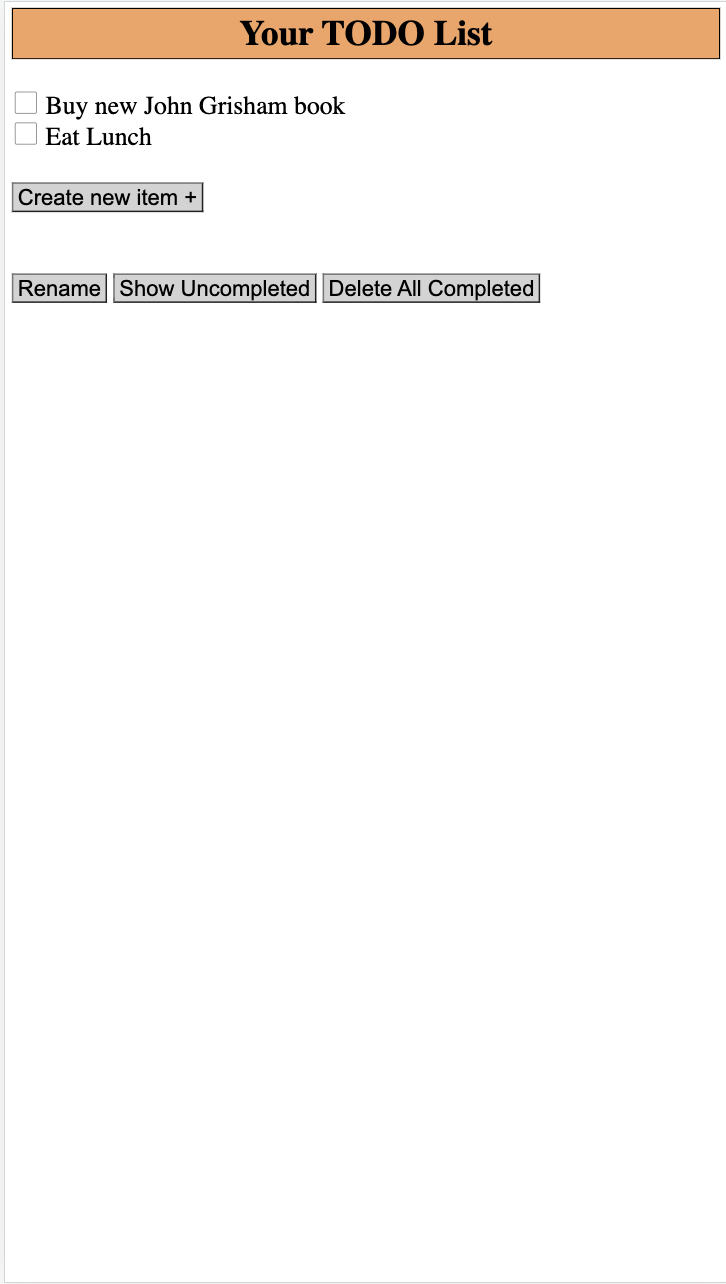 Your TODO List
Buy new John Grisham book
Eat Lunch
Create new item +
Rename Show Uncompleted Delete All Completed